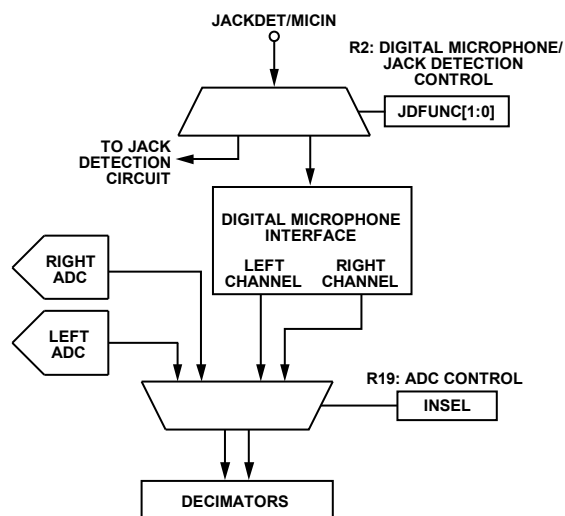 JACKDET/MICIN
R2: DIGITAL MICROPHONE/
JACK DETECTION
CONTROL
JDFUNC[1:0]
TO JACK
DETECTION
CIRCUIT
DIGITAL MICROPHONE
INTERFACE
LEFT
CHANNEL
RIGHT
CHANNEL
RIGHT
ADC
LEFT
ADC
R19: ADC CONTROL
INSEL
DECIMATORS